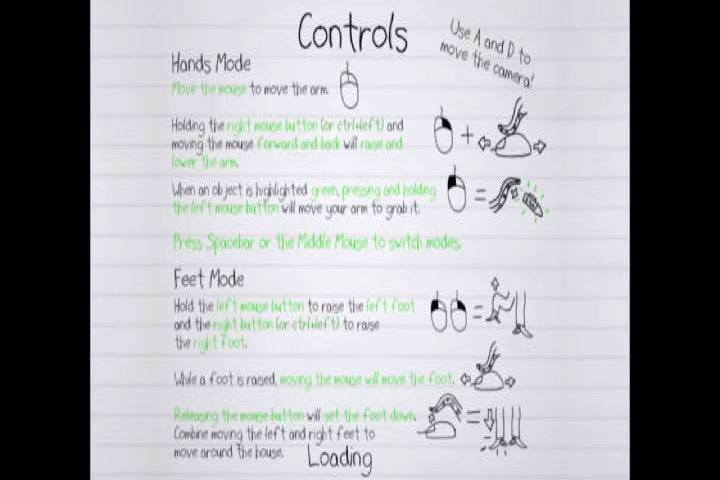 Controls
Use A and D to
move the camera!
Hands Mode
Move the mouse to move the arm.
Holding the right mouse button (or ctrl+left) and
moving the mouse forward and back will raise and
lower the arm.
When an object is highlighted green, pressing and holding
the left mouse button will move your arm to grab it.
Press Spacebar or the Middle Mouse to switch modes.
Feet Mode
Hold the left mouse button to raise the left foot
and the right button (or ctrl+left) to raise
the right foot.
While a foot is raised, moving the mouse will move the foot.
Releasing the mouse button will set the foot down.
Combine moving the left and right feet to
move around the house.
Loading